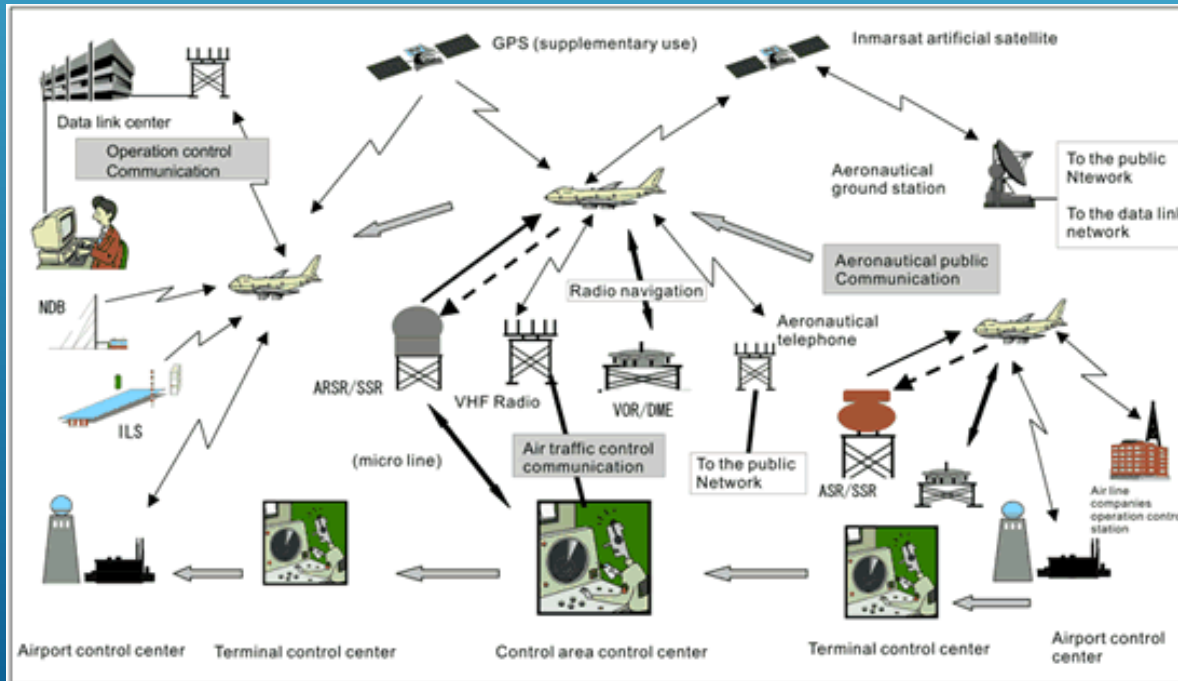 GPS (supplementary use)
Inmarsat artificial satellite
Data link center
Operation control
Communication
Aeronautical
ground station
To the public
Ntework
To the data link
network
Aeronautical public
Communication
NDB
Radio navigation
Aeronautical
telephone
ARSR/SSR
VHF Radio
VOR/DME
ILS
(micro line)
Air traffic control
communication
To the public
Network
ASR/SSR
Air line
companies
operation contro
station
Airport control center
Terminal control center
Control area control center
Terminal control center
Airport control
center